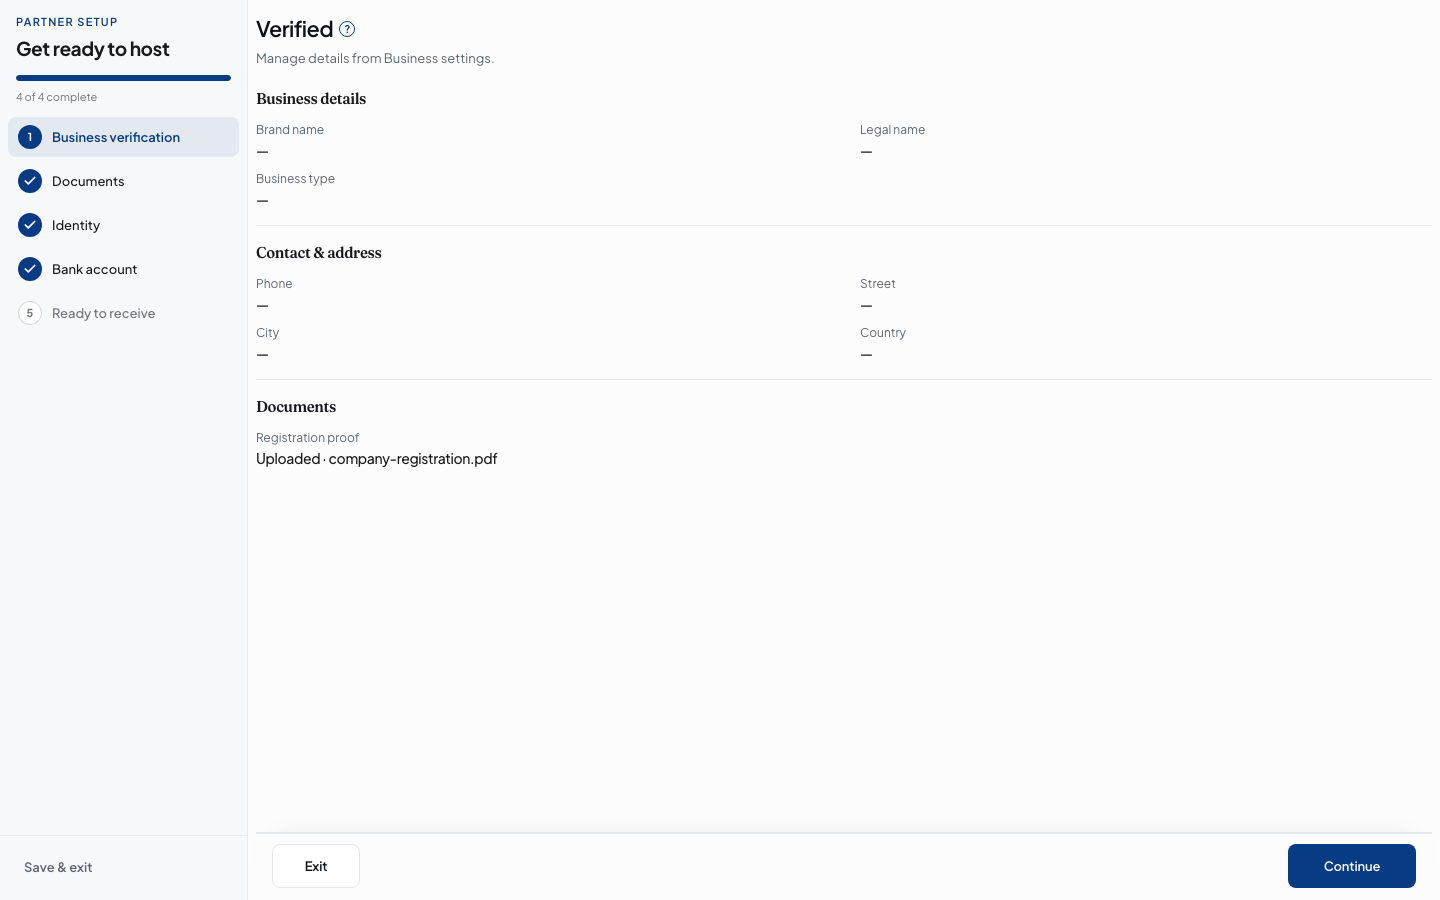 PARTNER SETUP
Get ready to host
4 of 4 complete
1 Business verification
Documents
Identity
Bank account
5 Ready to receive
Save & exit
Verified ?
Manage details from Business settings.
Business details
Brand name
—
Legal name
—
Business type
—
Contact & address
Phone
—
Street
—
City
—
Country
—
Documents
Registration proof
Uploaded · company-registration.pdf
Exit
Continue